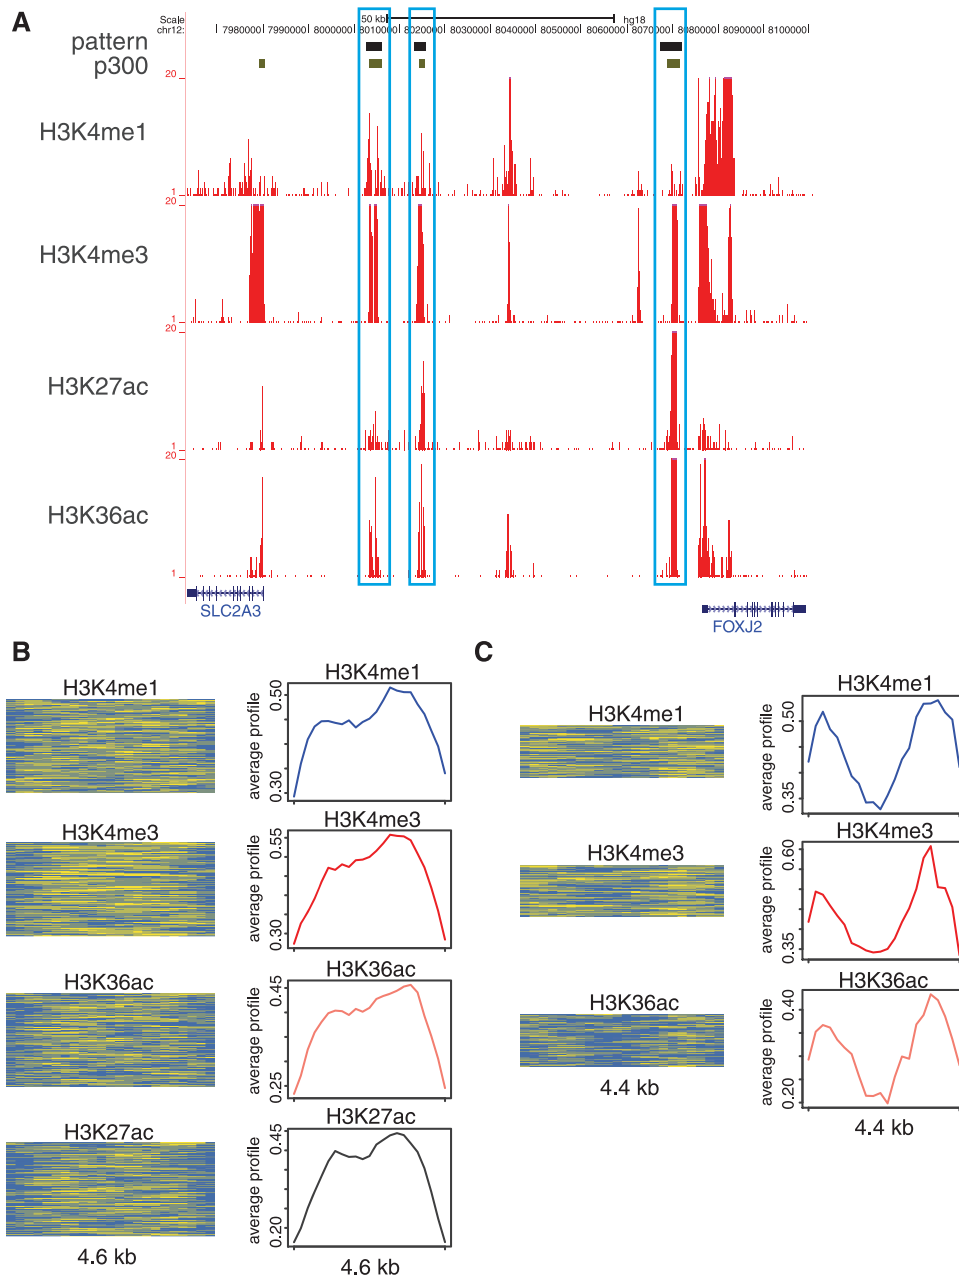 A
Scale
50 kb
hg18
chr12:
79800000
79900000
8000000
8010000
8020000
8030000
8040000
8050000
8060000
8070000
8080000
8090000
8100000
pattern
p300
20
H3K4me1
1
20
H3K4me3
1
20
H3K27ac
1
20
H3K36ac
1
SLC2A3
FOXJ2
B
H3K4me1
H3K4me1
average profile
0.30
0.50
H3K4me3
H3K4me3
average profile
0.30
0.55
H3K36ac
H3K36ac
average profile
0.25
0.45
H3K27ac
H3K27ac
average profile
0.20
0.45
4.6 kb
4.6 kb
C
H3K4me1
H3K4me1
average profile
0.35
0.50
H3K4me3
H3K4me3
average profile
0.35
0.60
H3K36ac
H3K36ac
average profile
0.20
0.40
4.4 kb
4.4 kb